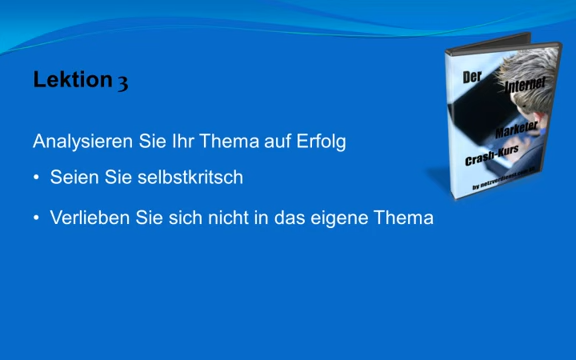 Lektion 3
Analysieren Sie Ihr Thema auf Erfolg
• Seien Sie selbstkritsch
• Verlieben Sie sich nicht in das eigene Thema
Der
Internet
Marketer
Crash-Kurs